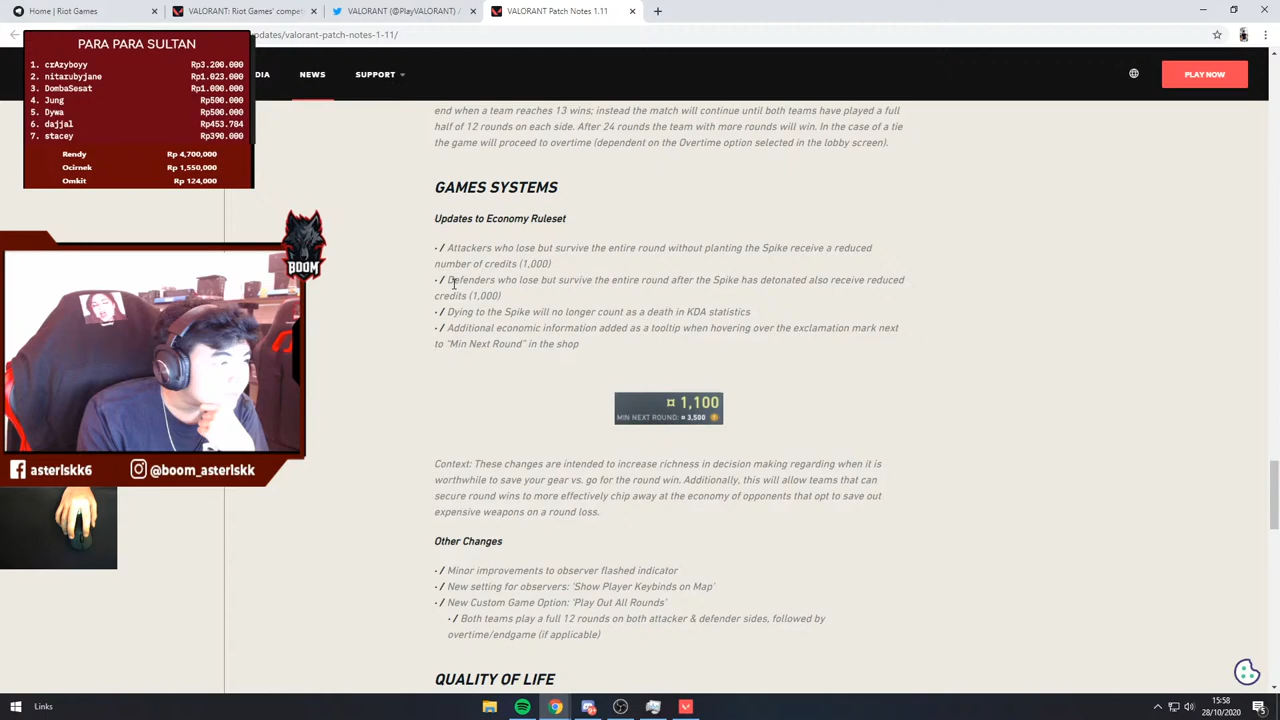 Home | Riot Games
VALORANT: Riot Games' compet
VALORANT (@PlayVALORANT) /
VALORANT Patch Notes 1.11
pdates/valorant-patch-notes-1-11/
PARA PARA SULTAN
1. crAzyboyy Rp3.200.000
2. nitarubyjane Rp1.023.000
3. DombaSesat Rp1.000.000
4. Jung Rp500.000
5. Dywa Rp500.000
6. dajjal Rp453.784
7. stacey Rp390.000
Rendy Rp 4,700,000
Ocirnek Rp 1,550,000
Omkit Rp 124,000
DIA
NEWS
SUPPORT
PLAY NOW
end when a team reaches 13 wins; instead the match will continue until both teams have played a full
half of 12 rounds on each side. After 24 rounds the team with more rounds will win. In the case of a tie
the game will proceed to overtime (dependent on the Overtime option selected in the lobby screen).
GAMES SYSTEMS
Updates to Economy Ruleset
· / Attackers who lose but survive the entire round without planting the Spike receive a reduced
number of credits (1,000)
· / Defenders who lose but survive the entire round after the Spike has detonated also receive reduced
credits (1,000)
· / Dying to the Spike will no longer count as a death in KDA statistics
· / Additional economic information added as a tooltip when hovering over the exclamation mark next
to “Min Next Round” in the shop
¤ 1,100
MIN NEXT ROUND: ¤ 3,500
Context: These changes are intended to increase richness in decision making regarding when it is
worthwhile to save your gear vs. go for the round win. Additionally, this will allow teams that can
secure round wins to more effectively chip away at the economy of opponents that opt to save out
expensive weapons on a round loss.
Other Changes
· / Minor improvements to observer flashed indicator
· / New setting for observers: ‘Show Player Keybinds on Map’
· / New Custom Game Option: ‘Play Out All Rounds’
· / Both teams play a full 12 rounds on both attacker & defender sides, followed by
overtime/endgame (if applicable)
QUALITY OF LIFE
BOOM
asteriskk6
@boom_asteriskk
Links
15:58
28/10/2020